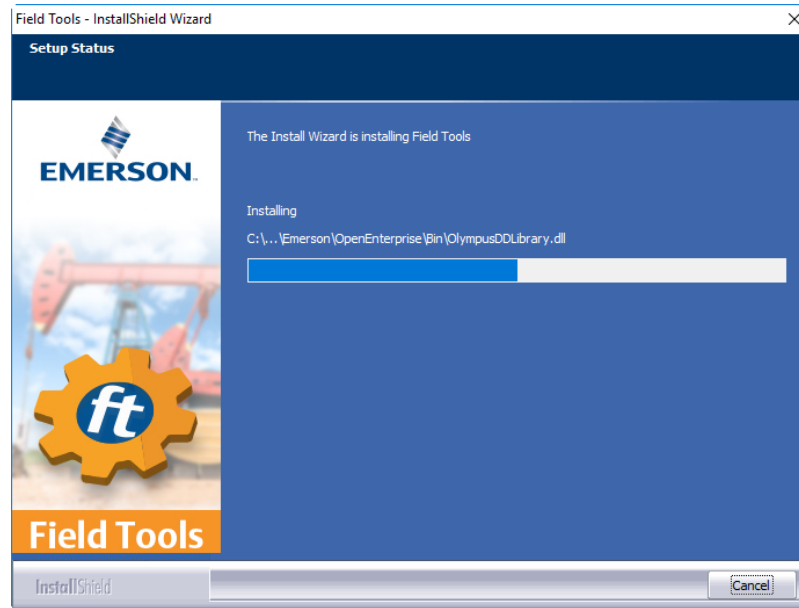 Field Tools - InstallShield Wizard
Setup Status
EMERSON™
The Install Wizard is installing Field Tools
Installing
C:\...\Emerson\OpenEnterprise\Bin\OlympusDDLibrary.dll
ft
Field Tools
InstallShield
Cancel